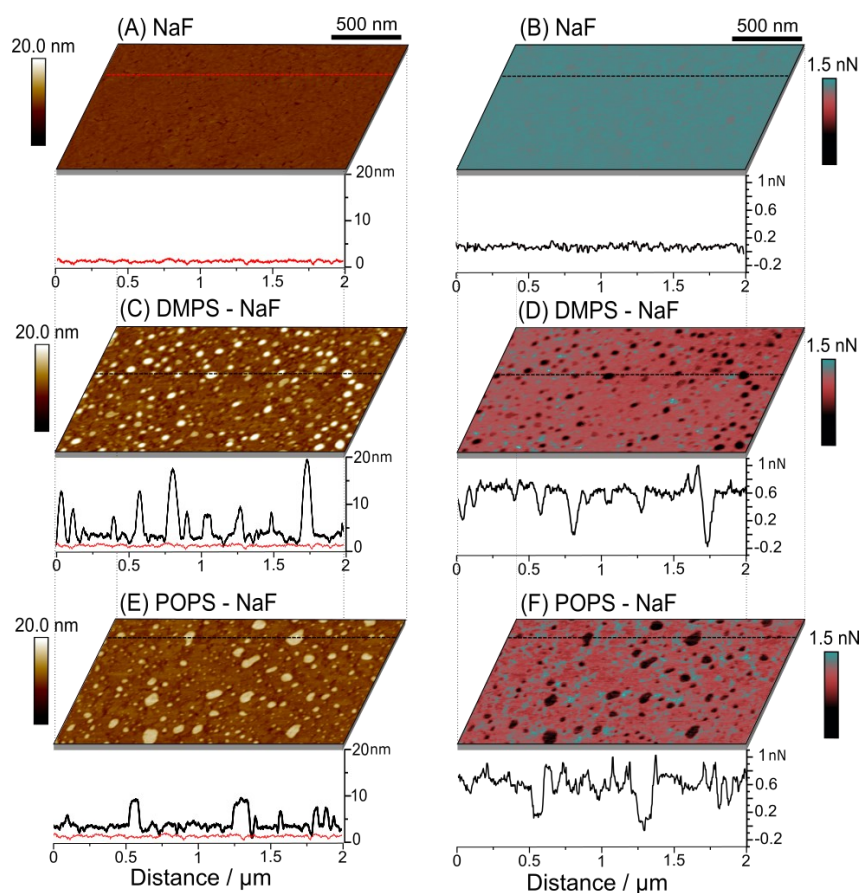 (A) NaF
500 nm
20.0 nm
20nm
10
0
0
0.5
1
1.5
2
(B) NaF
500 nm
1.5 nN
1 nN
0.6
0.2
-0.2
0
0.5
1
1.5
2
(C) DMPS - NaF
20.0 nm
20nm
10
0
0
0.5
1
1.5
2
(D) DMPS - NaF
1.5 nN
1 nN
0.6
0.2
-0.2
0
0.5
1
1.5
2
(E) POPS - NaF
20.0 nm
20nm
10
0
0
0.5
1
1.5
2
Distance / µm
(F) POPS - NaF
1.5 nN
1 nN
0.6
0.2
-0.2
0
0.5
1
1.5
2
Distance / µm